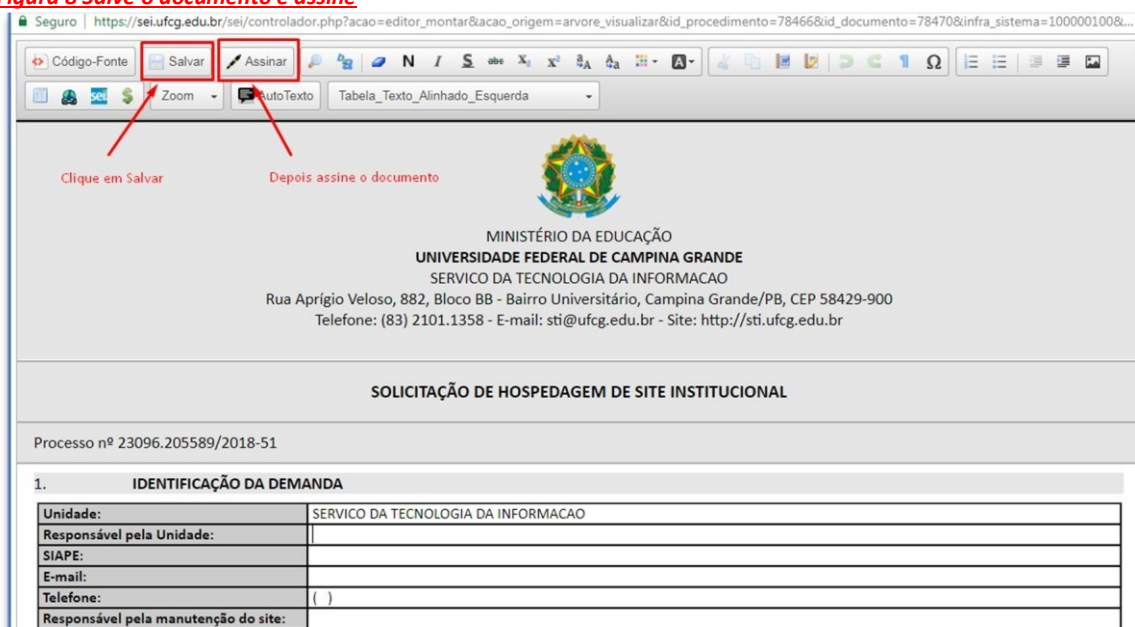 Figura 8 Salve o documento e assine
Seguro | https://sei.ufcg.edu.br/sei/controlador.php?acao=editor_montar&acao_origem=arvore_visualizar&id_procedimento=78466&id_documento=78470&infra_sistema=100000100&...
Código-Fonte Salvar Assinar N I S abc X₂ X² Ω
Zoom AutoTexto Tabela_Texto_Alinhado_Esquerda
Clique em Salvar Depois assine o documento
MINISTÉRIO DA EDUCAÇÃO
UNIVERSIDADE FEDERAL DE CAMPINA GRANDE
SERVICO DA TECNOLOGIA DA INFORMACAO
Rua Aprígio Veloso, 882, Bloco BB - Bairro Universitário, Campina Grande/PB, CEP 58429-900
Telefone: (83) 2101.1358 - E-mail: sti@ufcg.edu.br - Site: http://sti.ufcg.edu.br
SOLICITAÇÃO DE HOSPEDAGEM DE SITE INSTITUCIONAL
Processo nº 23096.205589/2018-51
1. IDENTIFICAÇÃO DA DEMANDA
Unidade: SERVICO DA TECNOLOGIA DA INFORMACAO
Responsável pela Unidade:
SIAPE:
E-mail:
Telefone: ( )
Responsável pela manutenção do site: